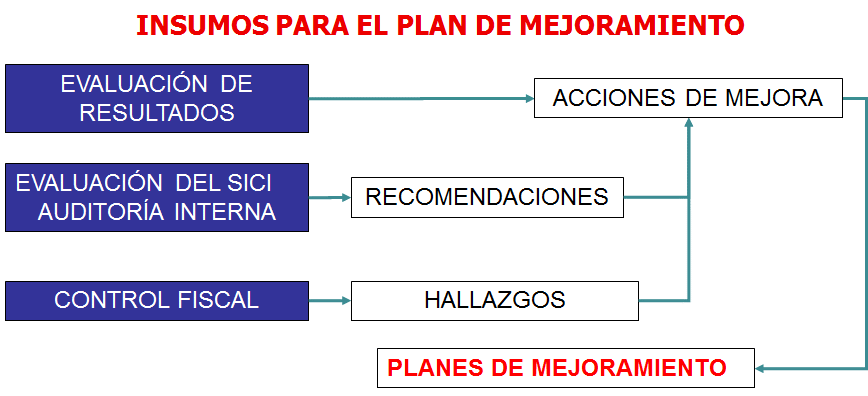 INSUMOS PARA EL PLAN DE MEJORAMIENTO
EVALUACIÓN DE
RESULTADOS
ACCIONES DE MEJORA
EVALUACIÓN DEL SICI
AUDITORÍA INTERNA
RECOMENDACIONES
CONTROL FISCAL
HALLAZGOS
PLANES DE MEJORAMIENTO